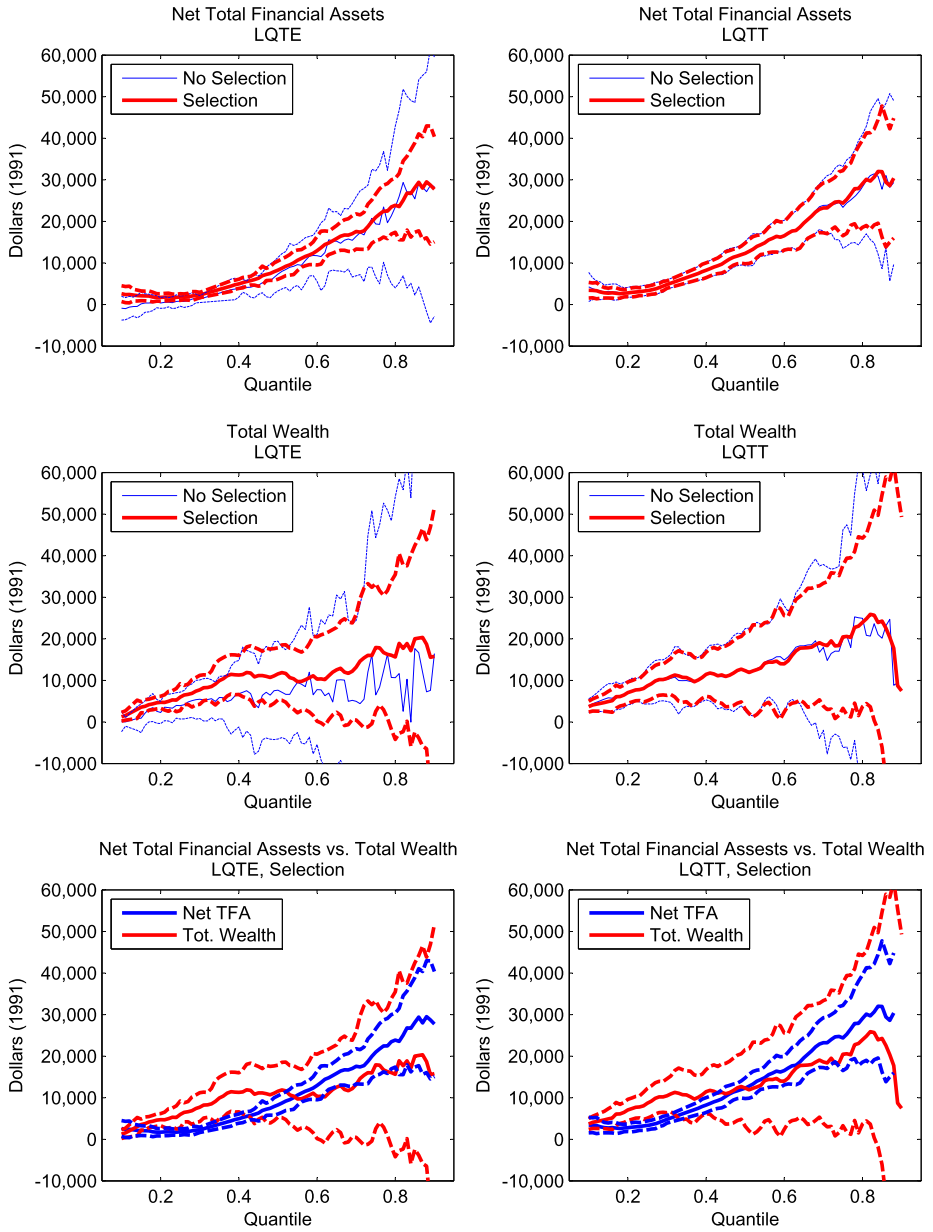 Net Total Financial Assets
LQTE
60,000
50,000
40,000
30,000
20,000
10,000
0
-10,000
Dollars (1991)
No Selection
Selection
0.2 0.4 0.6 0.8
Quantile
Net Total Financial Assets
LQTT
60,000
50,000
40,000
30,000
20,000
10,000
0
-10,000
Dollars (1991)
No Selection
Selection
0.2 0.4 0.6 0.8
Quantile
Total Wealth
LQTE
60,000
50,000
40,000
30,000
20,000
10,000
0
-10,000
Dollars (1991)
No Selection
Selection
0.2 0.4 0.6 0.8
Quantile
Total Wealth
LQTT
60,000
50,000
40,000
30,000
20,000
10,000
0
-10,000
Dollars (1991)
No Selection
Selection
0.2 0.4 0.6 0.8
Quantile
Net Total Financial Assests vs. Total Wealth
LQTE, Selection
60,000
50,000
40,000
30,000
20,000
10,000
0
-10,000
Dollars (1991)
Net TFA
Tot. Wealth
0.2 0.4 0.6 0.8
Quantile
Net Total Financial Assests vs. Total Wealth
LQTT, Selection
60,000
50,000
40,000
30,000
20,000
10,000
0
-10,000
Dollars (1991)
Net TFA
Tot. Wealth
0.2 0.4 0.6 0.8
Quantile